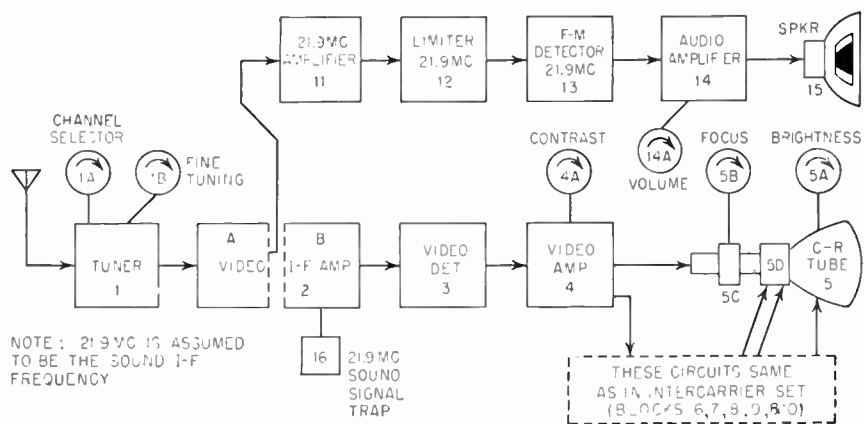 21.9MC
AMPLIFIER
11
LIMITER
21.9MC
12
F-M
DETECTOR
21.9MC
13
AUDIO
AMPLIFIER
14
SPKR
15
CHANNEL
SELECTOR
1A
1B
FINE
TUNING
CONTRAST
4A
14A
VOLUME
FOCUS
5B
BRIGHTNESS
5A
TUNER
1
A
VIDEO
B
I-F AMP
2
VIDEO
DET
3
VIDEO
AMP
4
5C
5D
C-R
TUBE
5
NOTE: 21.9 MC IS ASSUMED
TO BE THE SOUND I-F
FREQUENCY
16
21.9MC
SOUND
SIGNAL
TRAP
THESE CIRCUITS SAME
AS IN INTERCARRIER SET
(BLOCKS 6,7,8,9,&10)